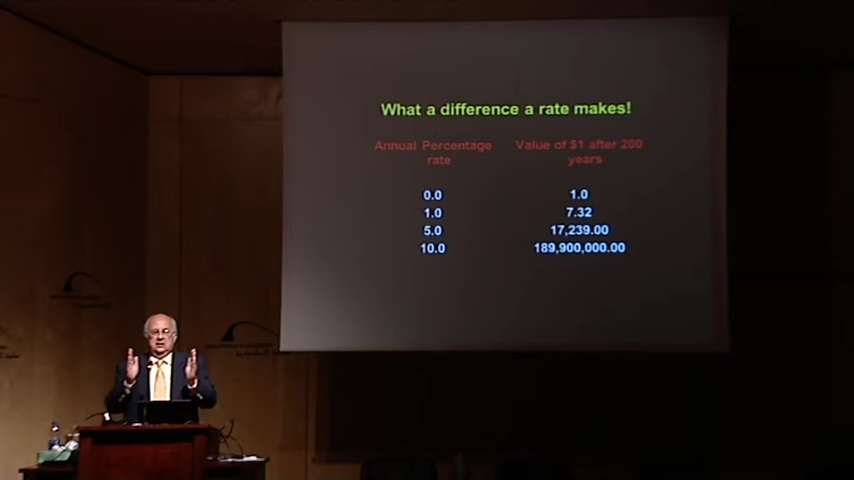 What a difference a rate makes!
Annual Percentage Value of $1 after 200
rate years
0.0 1.0
1.0 7.32
5.0 17,239.00
10.0 189,900,000.00